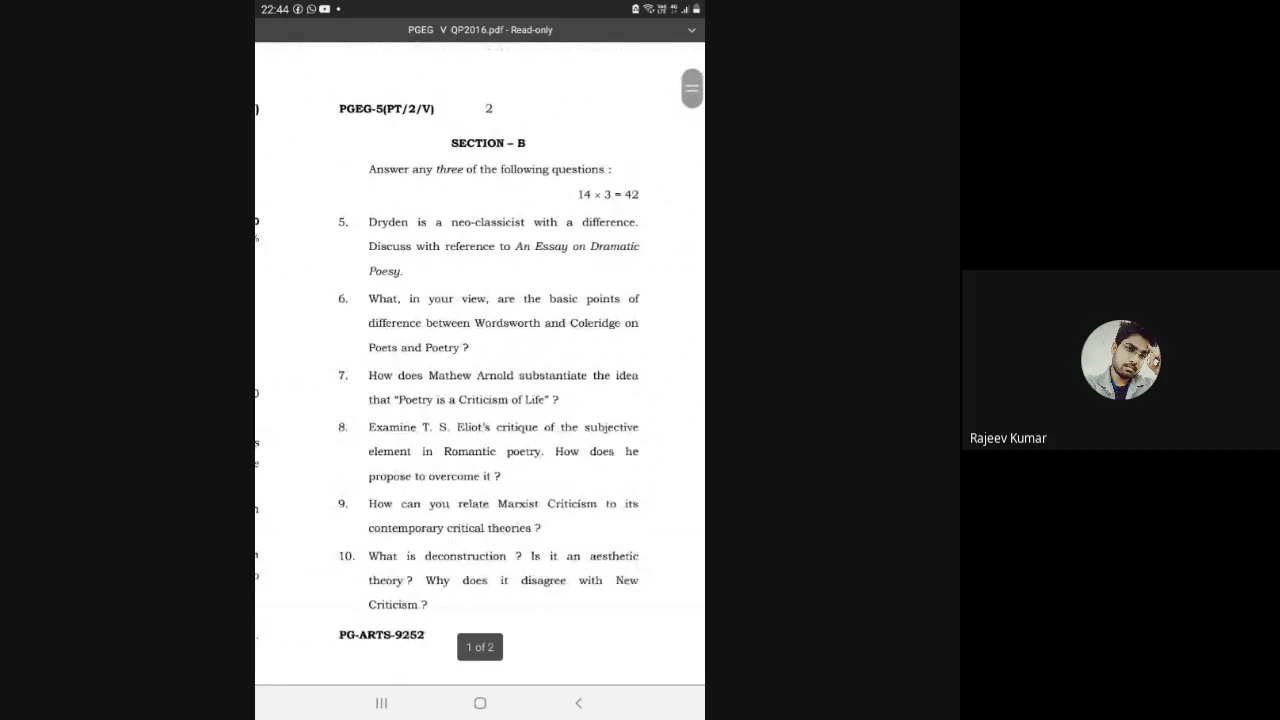 22:44
PGEG V QP2016.pdf - Read-only
PGEG-5(PT/2/V) 2
SECTION – B
Answer any three of the following questions :
14 × 3 = 42
5. Dryden is a neo-classicist with a difference.
Discuss with reference to An Essay on Dramatic
Poesy.
6. What, in your view, are the basic points of
difference between Wordsworth and Coleridge on
Poets and Poetry ?
7. How does Mathew Arnold substantiate the idea
that “Poetry is a Criticism of Life” ?
8. Examine T. S. Eliot’s critique of the subjective
element in Romantic poetry. How does he
propose to overcome it ?
9. How can you relate Marxist Criticism to its
contemporary critical theories ?
10. What is deconstruction ? Is it an aesthetic
theory ? Why does it disagree with New
Criticism ?
PG-ARTS-9252
1 of 2
Rajeev Kumar